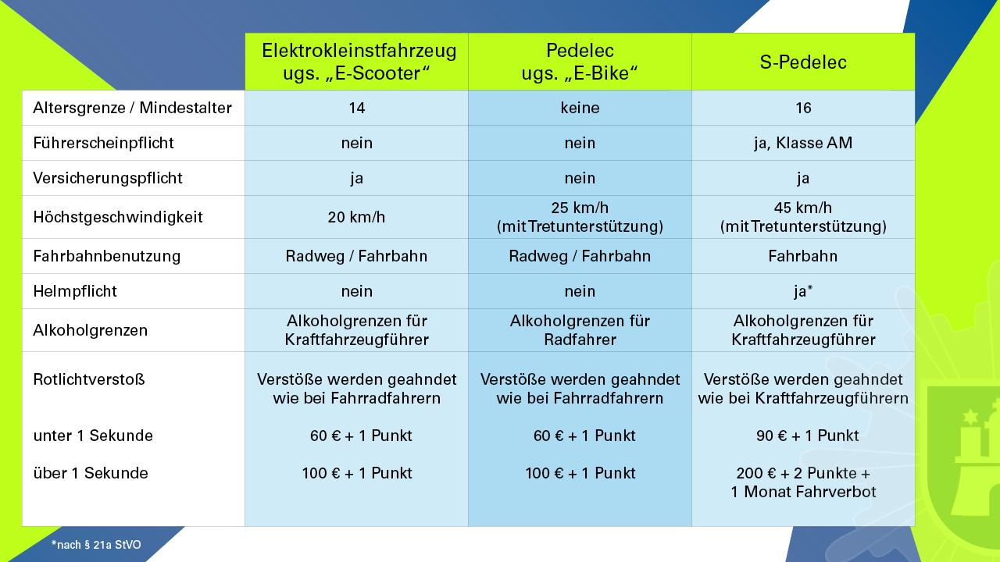 Elektrokleinstfahrzeug
ugs. „E-Scooter“
Pedelec
ugs. „E-Bike“
S-Pedelec
Altersgrenze / Mindestalter
14
keine
16
Führerscheinpflicht
nein
nein
ja, Klasse AM
Versicherungspflicht
ja
nein
ja
Höchstgeschwindigkeit
20 km/h
25 km/h
(mit Tretunterstützung)
45 km/h
(mit Tretunterstützung)
Fahrbahnbenutzung
Radweg / Fahrbahn
Radweg / Fahrbahn
Fahrbahn
Helmpflicht
nein
nein
ja*
Alkoholgrenzen
Alkoholgrenzen für
Kraftfahrzeugführer
Alkoholgrenzen für
Radfahrer
Alkoholgrenzen für
Kraftfahrzeugführer
Rotlichtverstoß
Verstöße werden geahndet
wie bei Fahrradfahrern
Verstöße werden geahndet
wie bei Fahrradfahrern
Verstöße werden geahndet
wie bei Kraftfahrzeugführern
unter 1 Sekunde
60 € + 1 Punkt
60 € + 1 Punkt
90 € + 1 Punkt
über 1 Sekunde
100 € + 1 Punkt
100 € + 1 Punkt
200 € + 2 Punkte +
1 Monat Fahrverbot
*nach § 21a StVO